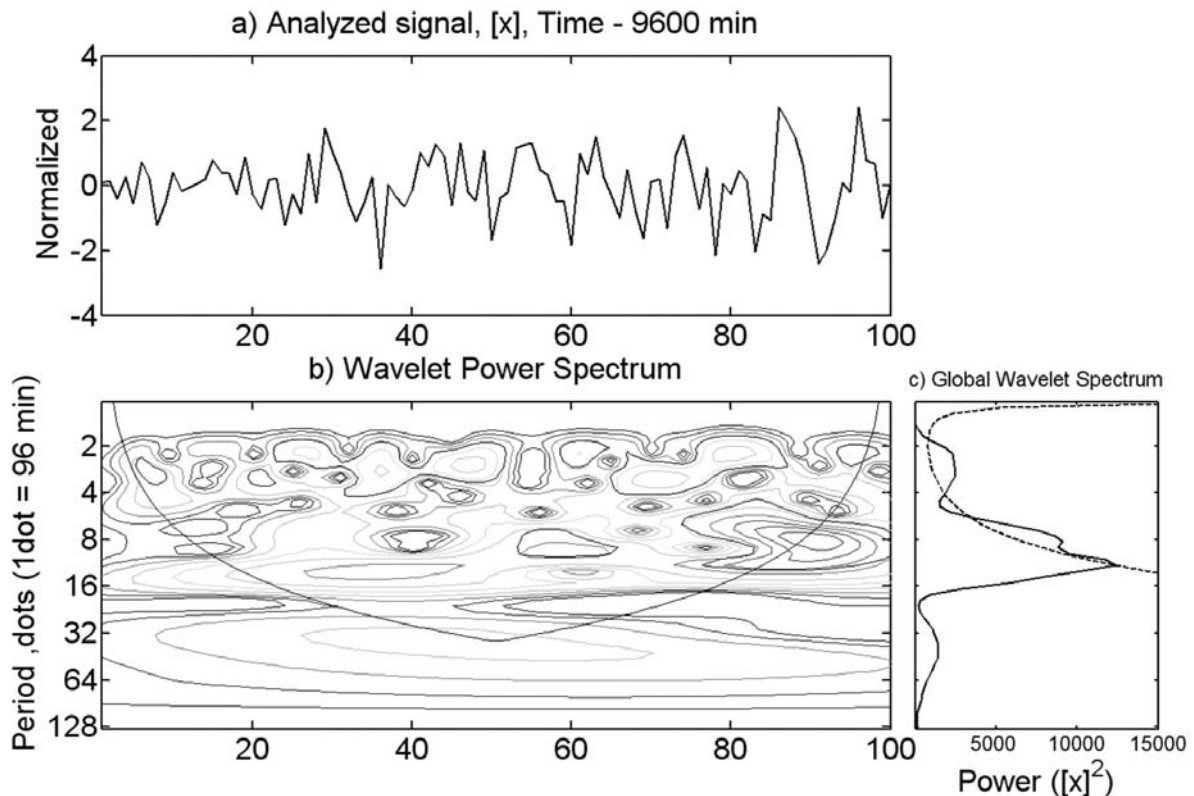 a) Analyzed signal, [x], Time - 9600 min
Normalized
4
2
0
-2
-4
20 40 60 80 100
b) Wavelet Power Spectrum
Period ,dots (1dot = 96 min)
2
4
8
16
32
64
128
20 40 60 80 100
c) Global Wavelet Spectrum
5000 10000 15000
Power ([x]²)